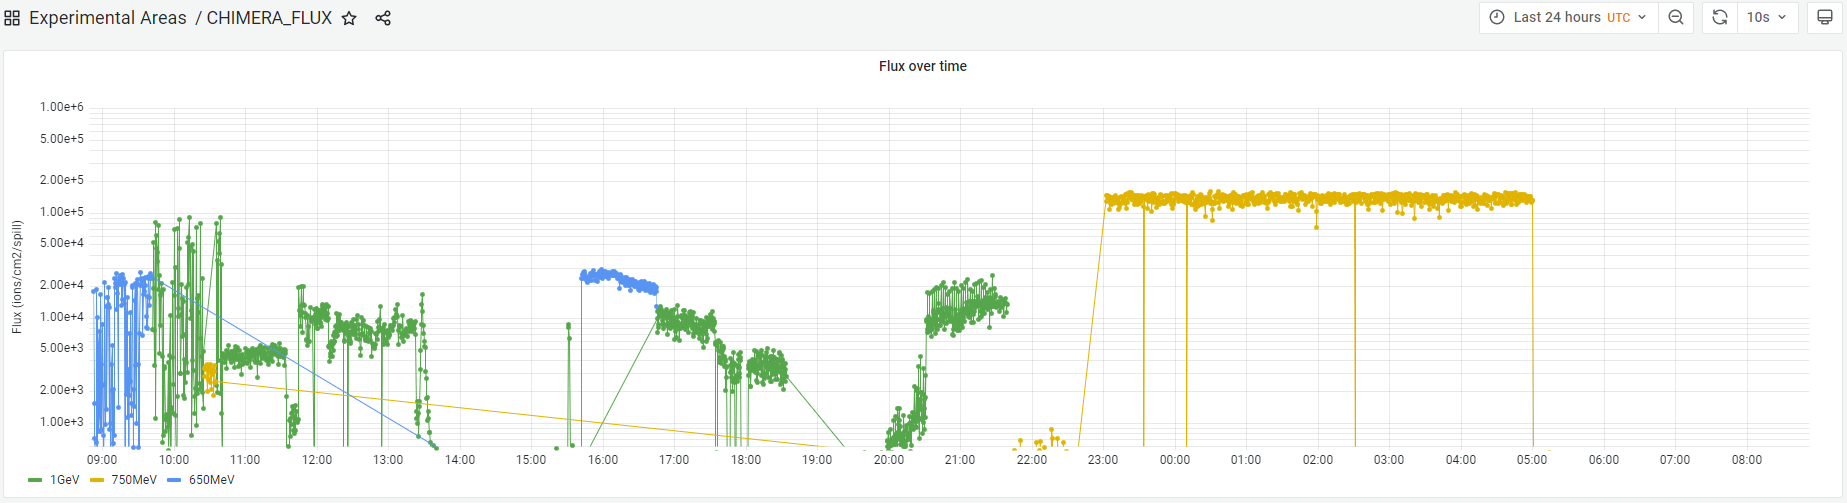 Experimental Areas / CHIMERA_FLUX
Last 24 hours UTC
10s
Flux over time
Flux (ions/cm2/spill)
1.00e+6
5.00e+5
2.00e+5
1.00e+5
5.00e+4
2.00e+4
1.00e+4
5.00e+3
2.00e+3
1.00e+3
09:00 10:00 11:00 12:00 13:00 14:00 15:00 16:00 17:00 18:00 19:00 20:00 21:00 22:00 23:00 00:00 01:00 02:00 03:00 04:00 05:00 06:00 07:00 08:00
1GeV 750MeV 650MeV